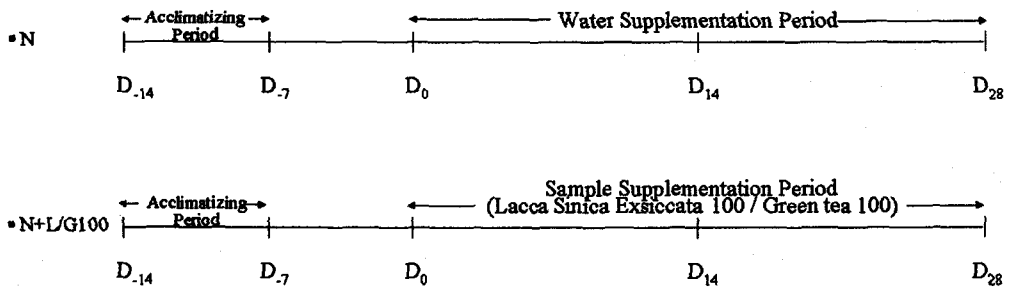 Acclimatizing Period
Water Supplementation Period
▪ N
D-14 D-7 D0 D14 D28
Acclimatizing Period
Sample Supplementation Period
(Lacca Sinica Exsiccata 100 / Green tea 100)
▪ N+L/G100
D-14 D-7 D0 D14 D28